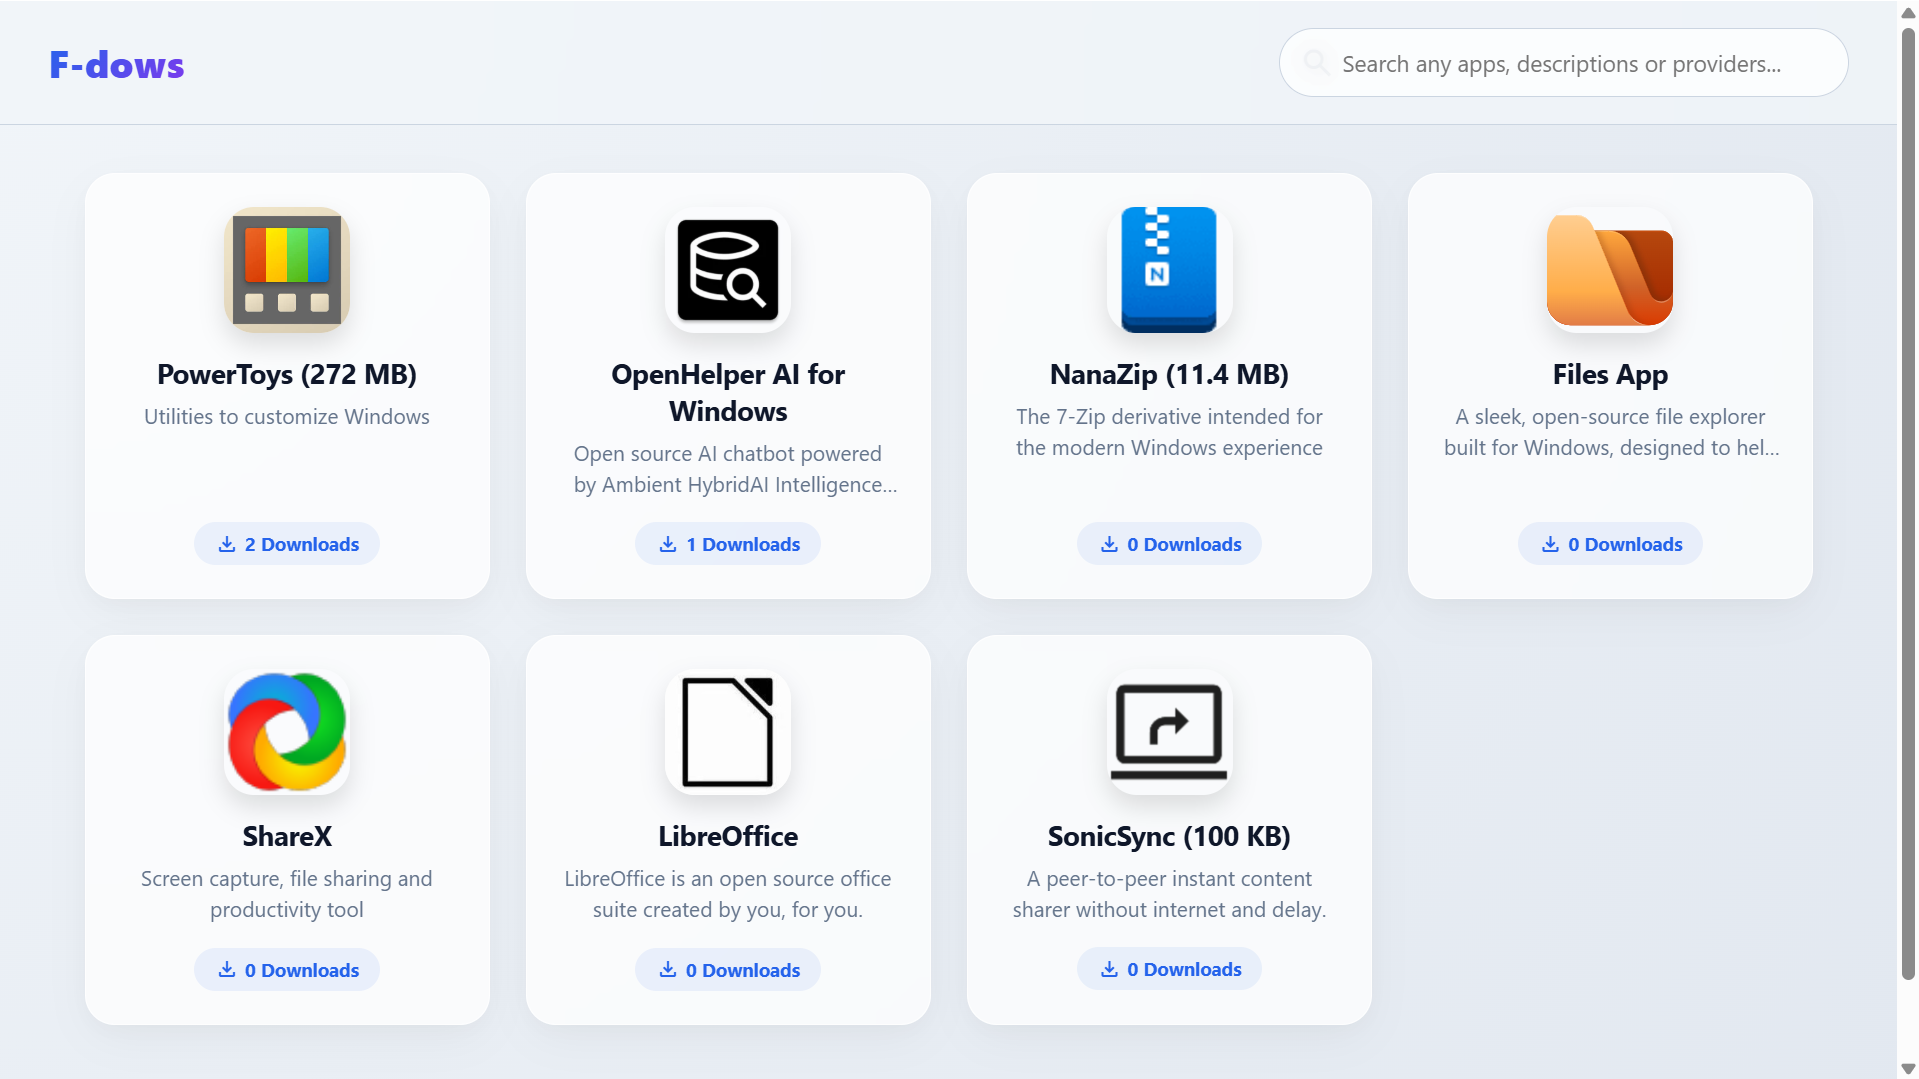 F-dows
Search any apps, descriptions or providers...
PowerToys (272 MB)
Utilities to customize Windows
2 Downloads
OpenHelper AI for
Windows
Open source AI chatbot powered
by Ambient HybridAI Intelligence...
1 Downloads
N
NanaZip (11.4 MB)
The 7-Zip derivative intended for
the modern Windows experience
0 Downloads
Files App
A sleek, open-source file explorer
built for Windows, designed to hel...
0 Downloads
ShareX
Screen capture, file sharing and
productivity tool
0 Downloads
LibreOffice
LibreOffice is an open source office
suite created by you, for you.
0 Downloads
SonicSync (100 KB)
A peer-to-peer instant content
sharer without internet and delay.
0 Downloads